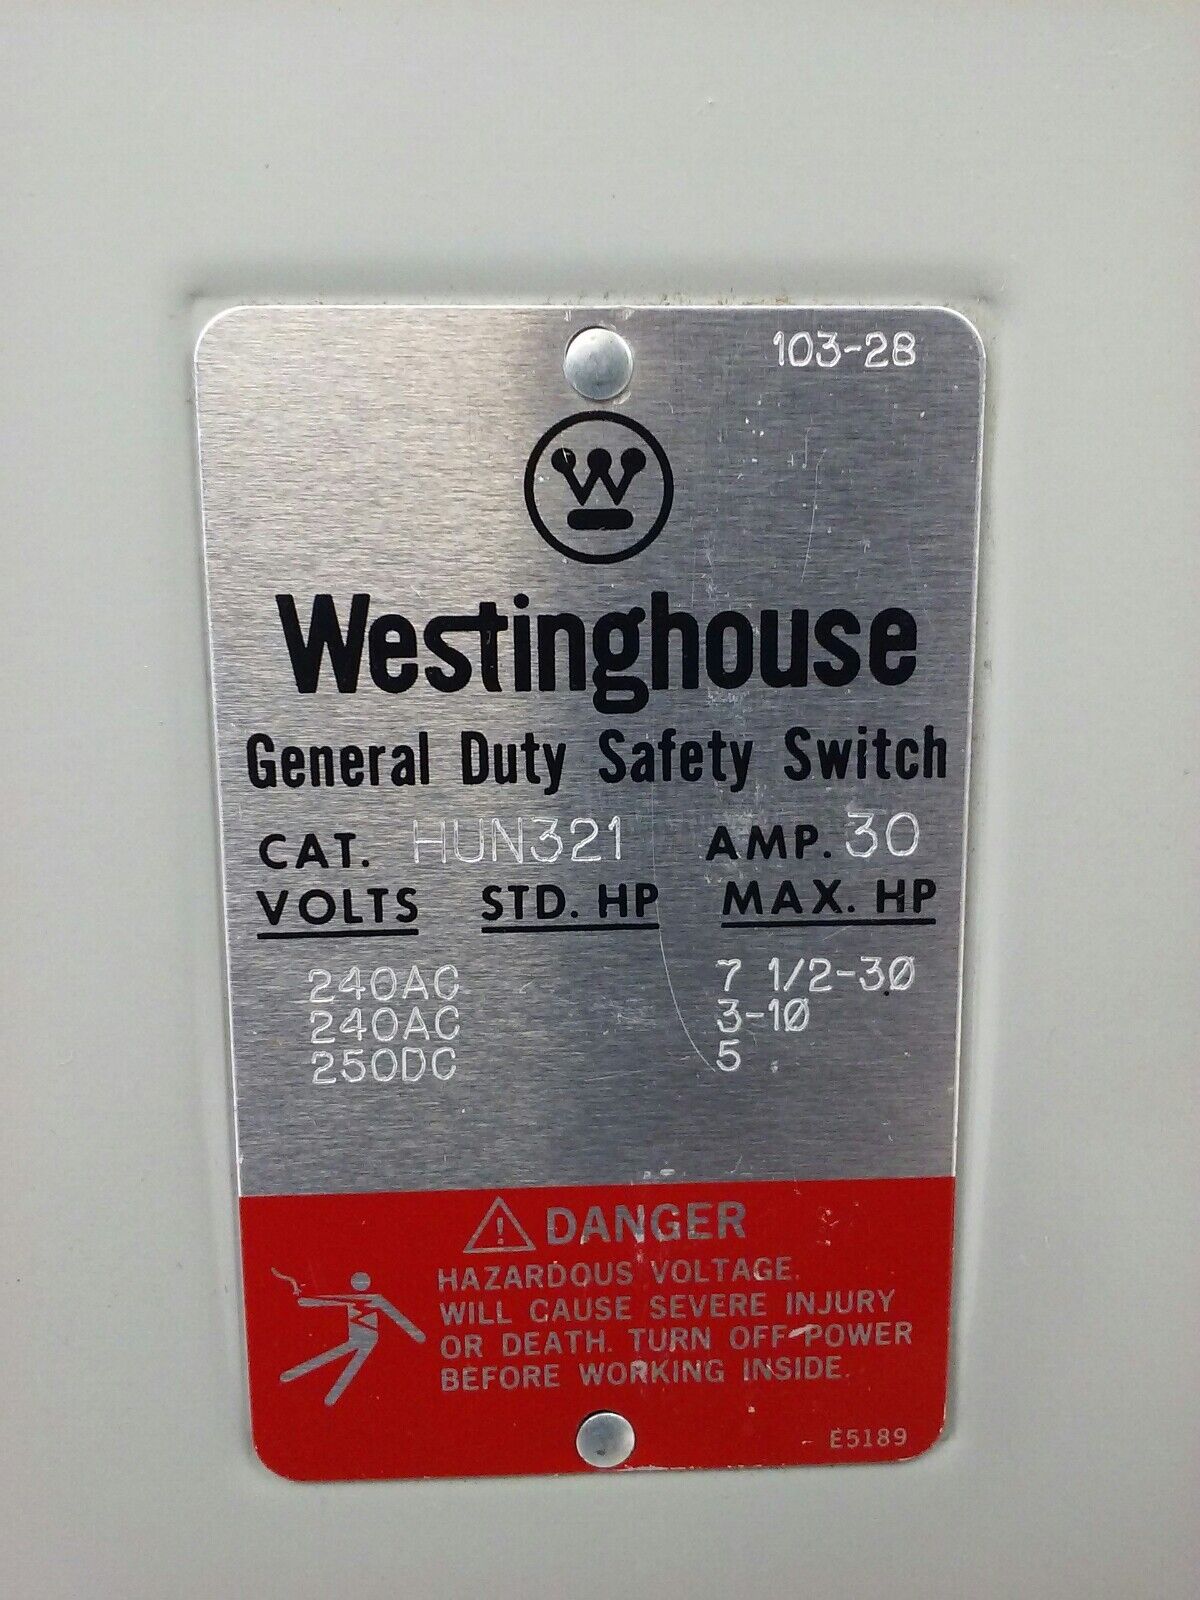 103-28
W
Westinghouse
General Duty Safety Switch
CAT. HUN321 AMP. 30
VOLTS STD. HP MAX. HP
240AC 7 1/2-3Ø
240AC 3-1Ø
250DC 5
DANGER
HAZARDOUS VOLTAGE.
WILL CAUSE SEVERE INJURY
OR DEATH. TURN OFF POWER
BEFORE WORKING INSIDE.
E5189